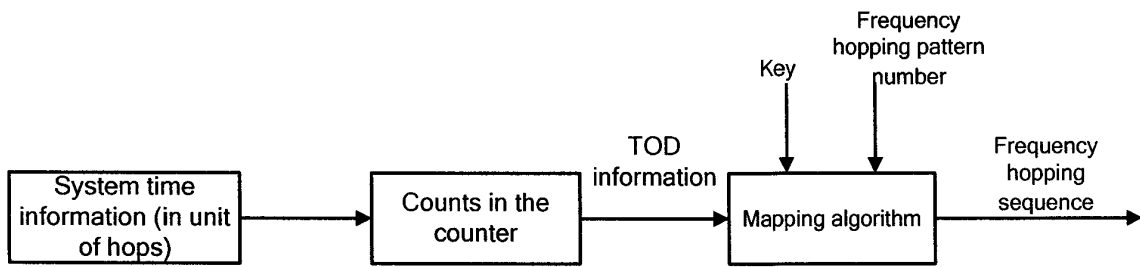 System time
information (in unit
of hops)
Counts in the
counter
TOD
information
Key
Frequency
hopping pattern
number
Mapping algorithm
Frequency
hopping
sequence